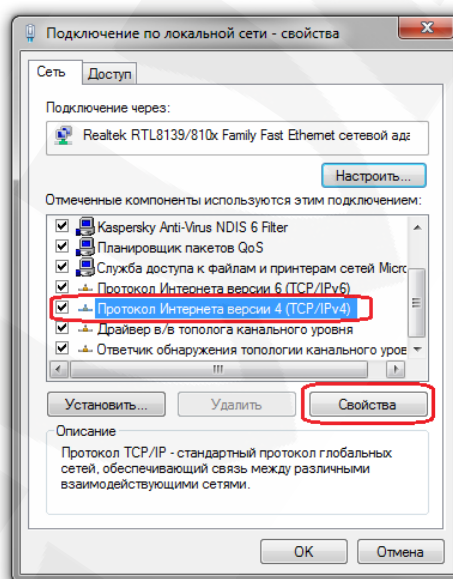 Подключение по локальной сети - свойства
Сеть
Доступ
Подключение через:
Realtek RTL8139/810x Family Fast Ethernet сетевой ада
Настроить...
Отмеченные компоненты используются этим подключением:
Kaspersky Anti-Virus NDIS 6 Filter
Планировщик пакетов QoS
Служба доступа к файлам и принтерам сетей Micro
Протокол Интернета версии 6 (TCP/IPv6)
Протокол Интернета версии 4 (TCP/IPv4)
Драйвер в/в тополога канального уровня
Ответчик обнаружения топологии канального уров
Установить...
Удалить
Свойства
Описание
Протокол TCP/IP - стандартный протокол глобальных
сетей, обеспечивающий связь между различными
взаимодействующими сетями.
OK
Отмена